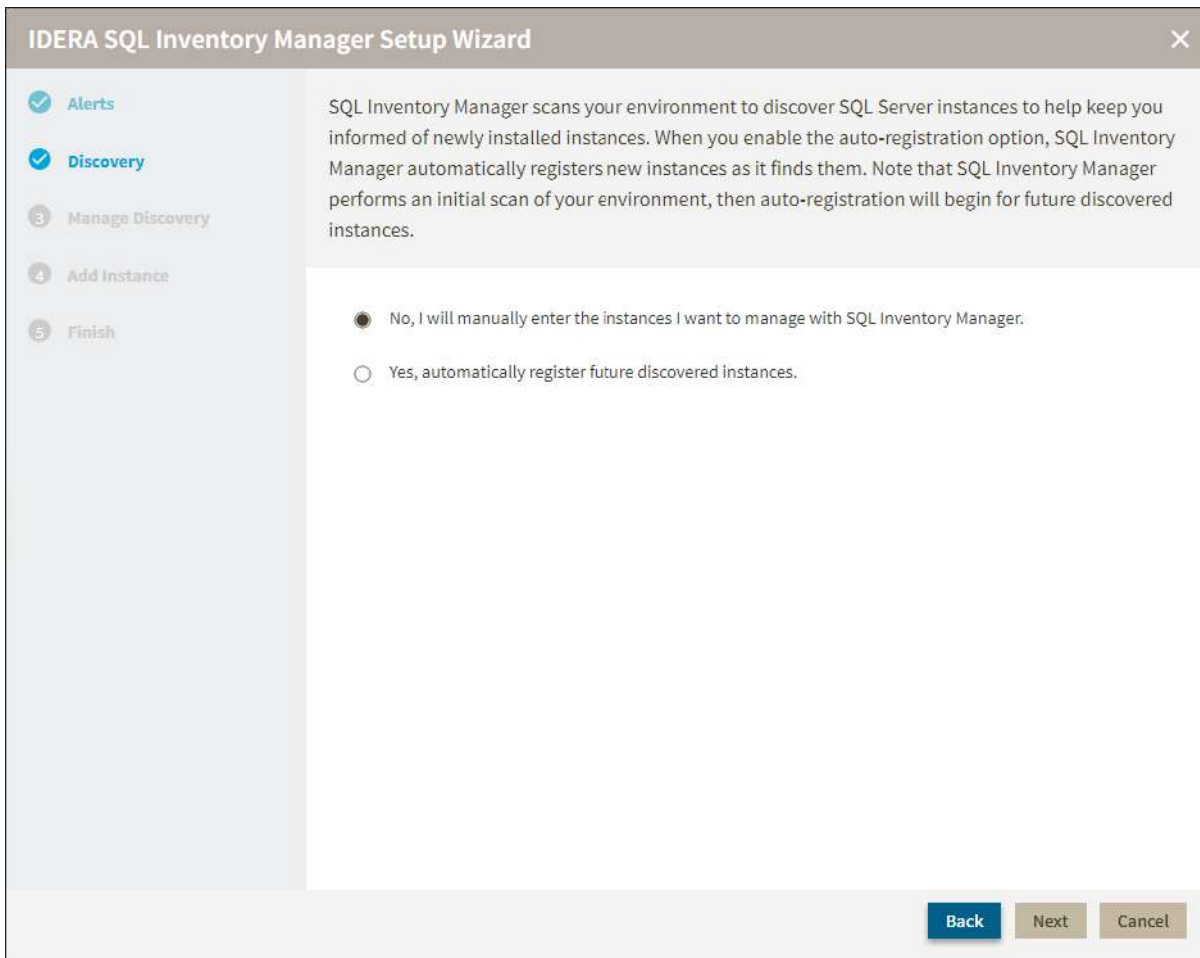 IDERA SQL Inventory Manager Setup Wizard
Alerts
Discovery
3 Manage Discovery
4 Add Instance
5 Finish
SQL Inventory Manager scans your environment to discover SQL Server instances to help keep you
informed of newly installed instances. When you enable the auto-registration option, SQL Inventory
Manager automatically registers new instances as it finds them. Note that SQL Inventory Manager
performs an initial scan of your environment, then auto-registration will begin for future discovered
instances.
No, I will manually enter the instances I want to manage with SQL Inventory Manager.
Yes, automatically register future discovered instances.
Back Next Cancel